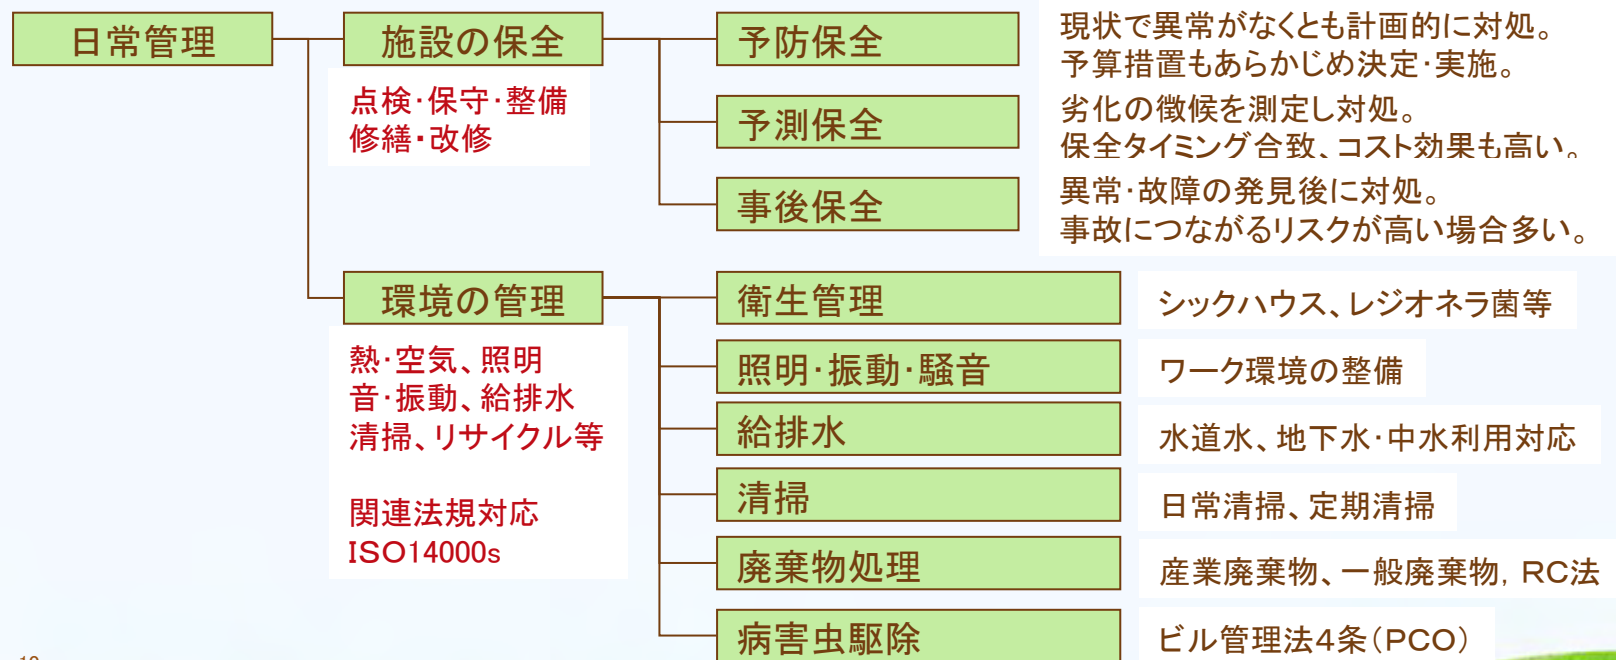 日常管理
施設の保全
点検・保守・整備
修繕・改修
予防保全
現状で異常がなくとも計画的に対処。
予算措置もあらかじめ決定・実施。
予測保全
劣化の徴候を測定し対処。
保全タイミング合致、コスト効果も高い。
事後保全
異常・故障の発見後に対処。
事故につながるリスクが高い場合多い。
環境の管理
熱・空気、照明
音・振動、給排水
清掃、リサイクル等
関連法規対応
ISO14000s
衛生管理
シックハウス、レジオネラ菌等
照明・振動・騒音
ワーク環境の整備
給排水
水道水、地下水・中水利用対応
清掃
日常清掃、定期清掃
廃棄物処理
産業廃棄物、一般廃棄物, RC法
病害虫駆除
ビル管理法4条(PCO)